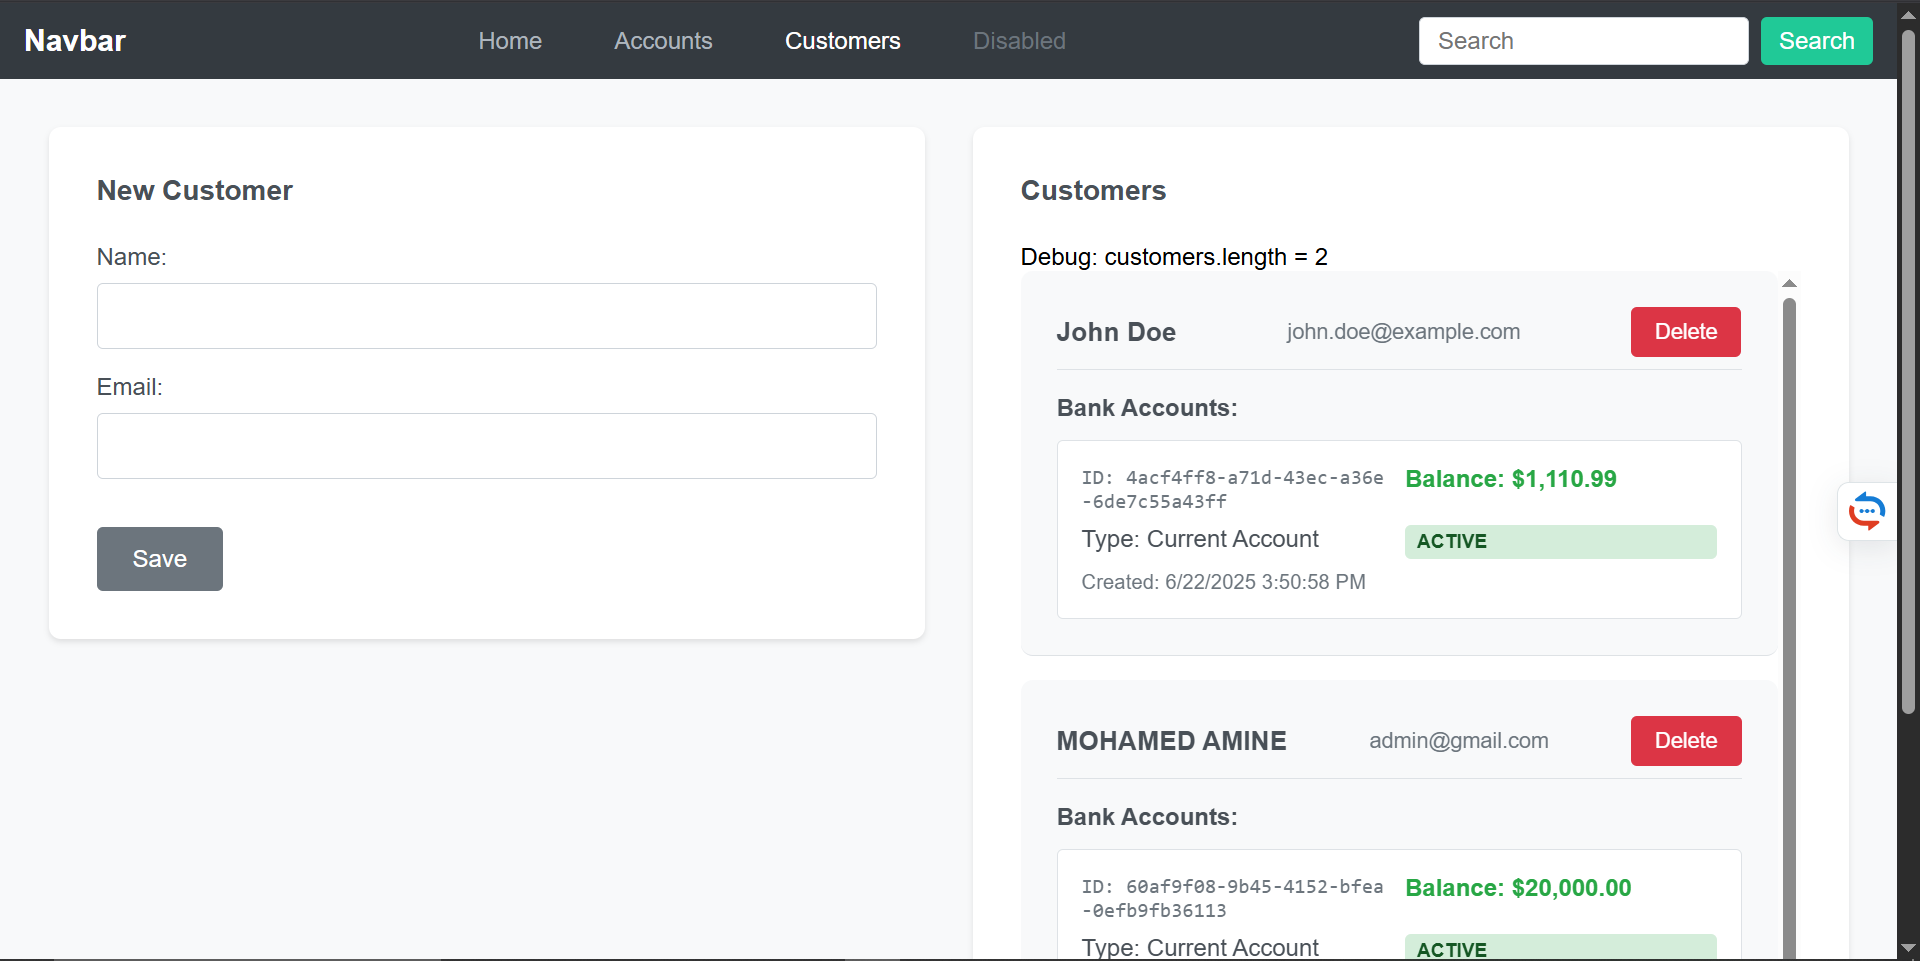 Navbar
Home
Accounts
Customers
Disabled
Search
Search
New Customer
Name:
Email:
Save
Customers
Debug: customers.length = 2
John Doe
john.doe@example.com
Delete
Bank Accounts:
ID: 4acf4ff8-a71d-43ec-a36e
-6de7c55a43ff
Balance: $1,110.99
Type: Current Account
ACTIVE
Created: 6/22/2025 3:50:58 PM
MOHAMED AMINE
admin@gmail.com
Delete
Bank Accounts:
ID: 60af9f08-9b45-4152-bfea
-0efb9fb36113
Balance: $20,000.00
Type: Current Account
ACTIVE